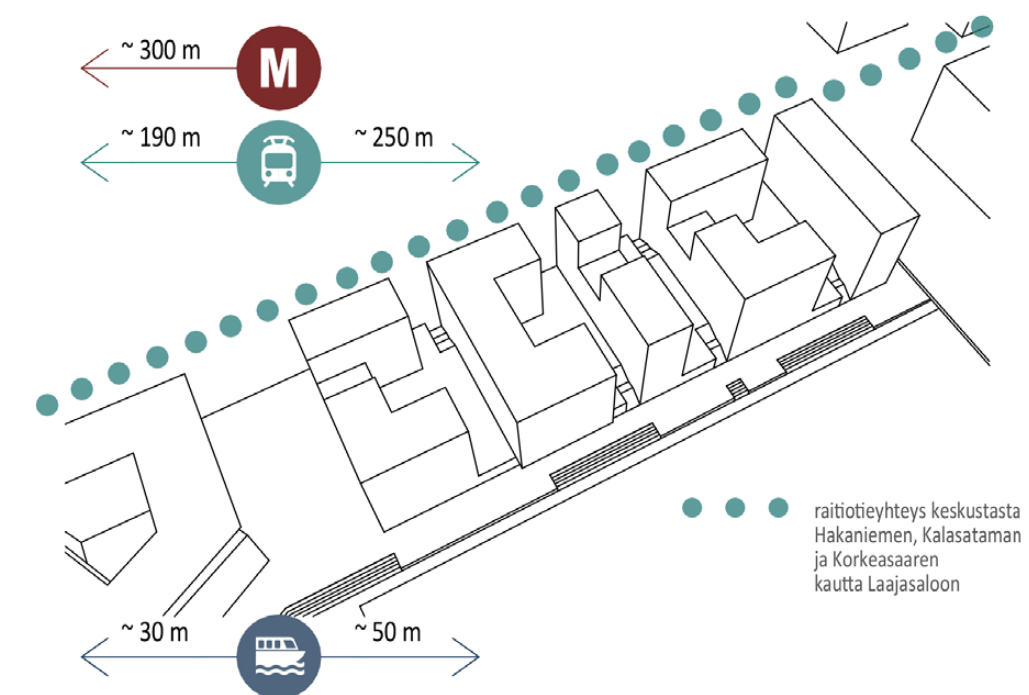 ~ 300 m
M
~ 190 m
~ 250 m
raitiotieyhteys keskustasta
Hakaniemen, Kalasataman
ja Korkeasaaren
kautta Laajasaloon
~ 30 m
~ 50 m